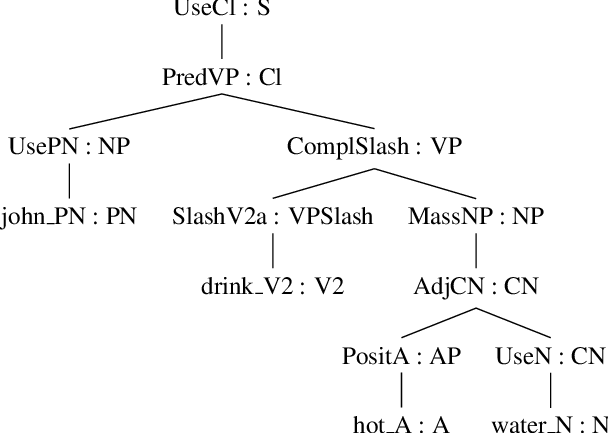 UseCl : S
PredVP : Cl
UsePN : NP ComplSlash : VP
john_PN : PN SlashV2a : VPSlash MassNP : NP
drink_V2 : V2 AdjCN : CN
PositA : AP UseN : CN
hot_A : A water_N : N